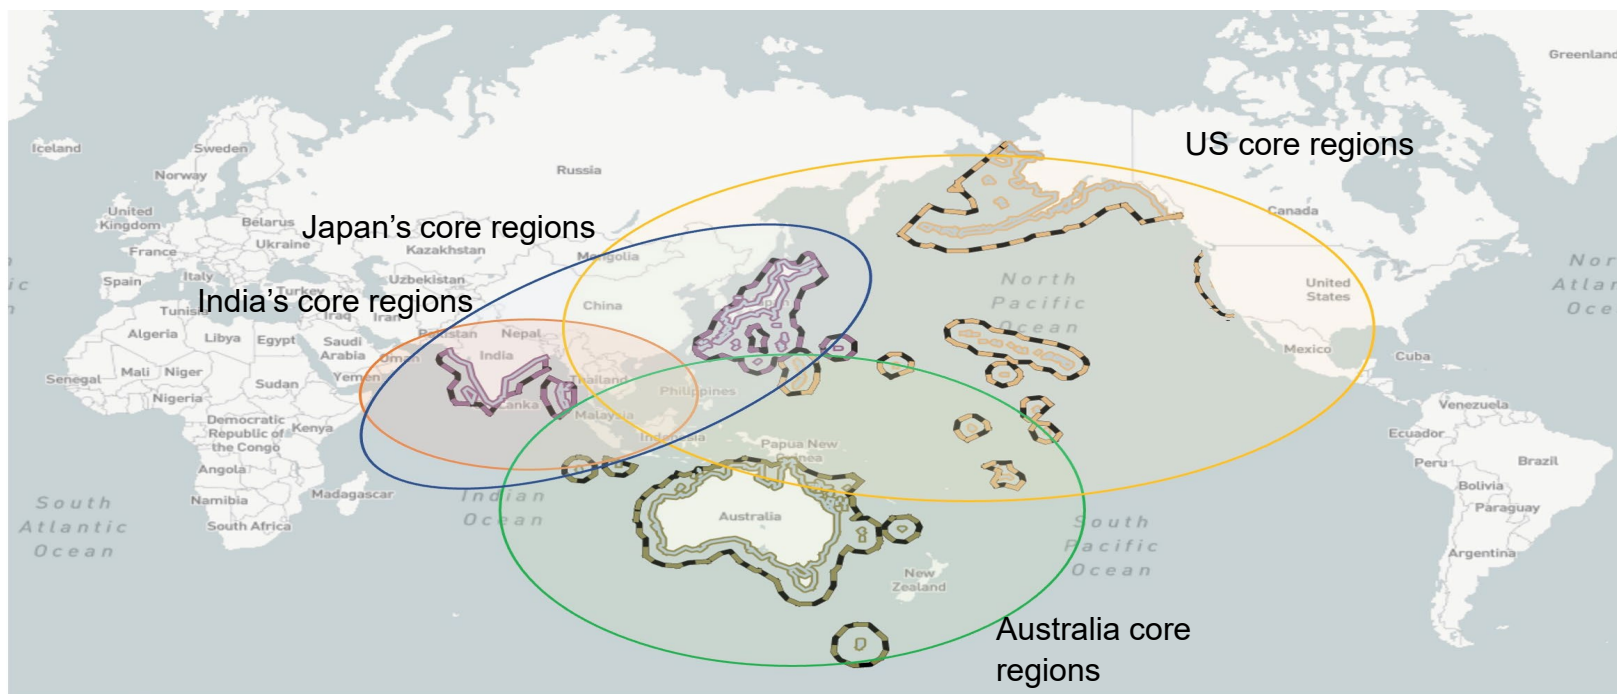 Greenland
Iceland
Sweden
Norway
Russia
US core regions
United
Kingdom
Belarus
Canada
Japan's core regions
Ukraine
Kazakhstan
France
Mongolia
Italy
Spain
Turkey
Uzbekistan
North
Pacific
Ocean
United
States
India's core regions
China
Iraq
Iran
Algeria
Libya
Egypt
Saudi
Arabia
Pakistan
Nepal
Oman
India
Mexico
Cuba
Senegal
Mali
Niger
Sudan
Yemen
Thailand
Philippines
Nigeria
Lanka
Malaysia
Venezuela
Democratic
Republic of
the Congo
Kenya
Indonesia
Papua New
Guinea
Ecuador
Peru
Brazil
Angola
Bolivia
Namibia
Madagascar
Indian
Ocean
Paraguay
South
Atlantic
Ocean
South Africa
Australia
South
Pacific
Ocean
Argentina
New
Zealand
Australia core
regions